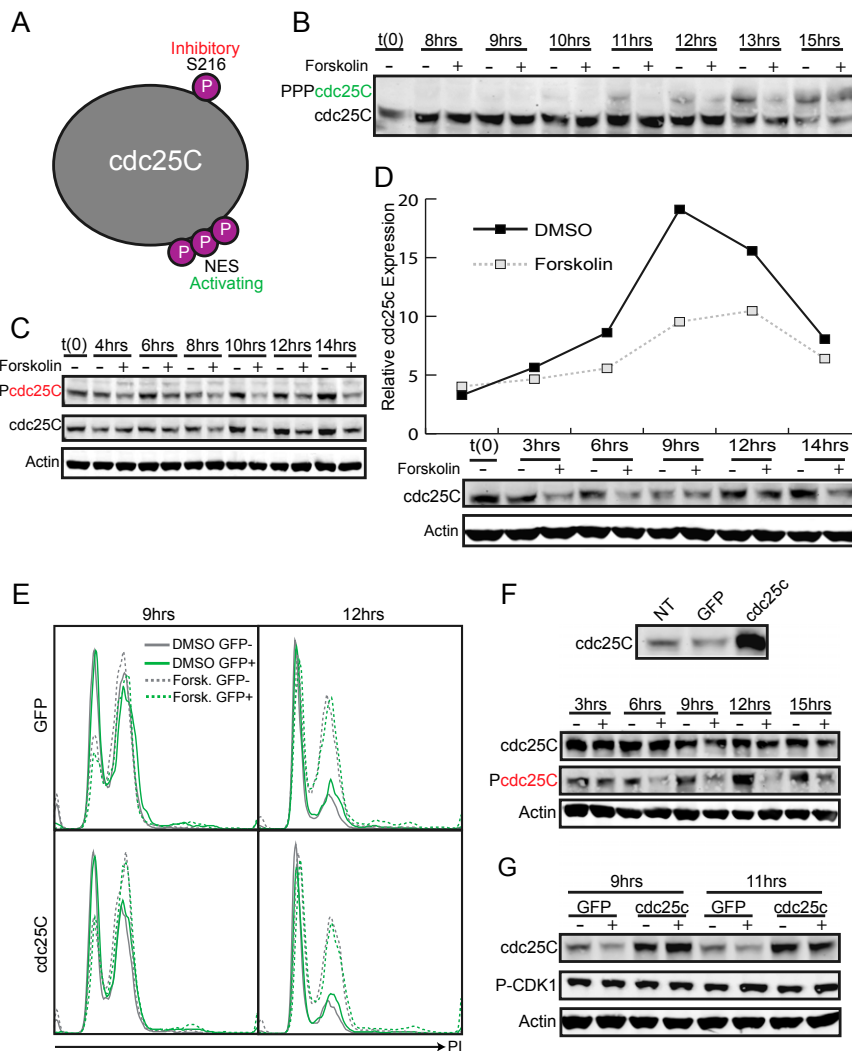 A
Inhibitory
S216
P
cdc25C
P P P
NES
Activating
B
t(0) 8hrs 9hrs 10hrs 11hrs 12hrs 13hrs 15hrs
Forskolin - - + - + - + - + - + - + - +
PPPcdc25C
cdc25C
C
t(0) 4hrs 6hrs 8hrs 10hrs 12hrs 14hrs
Forskolin - - + - + - + - + - + - +
Pcdc25C
cdc25C
Actin
D
Relative cdc25c Expression
20
15
10
5
0
DMSO
Forskolin
t(0) 3hrs 6hrs 9hrs 12hrs 14hrs
Forskolin - - + - + - + - + - +
cdc25C
Actin
E
9hrs 12hrs
GFP
DMSO GFP-
DMSO GFP+
Forsk. GFP-
Forsk. GFP+
cdc25C
PI
F
NT GFP cdc25c
cdc25C
3hrs 6hrs 9hrs 12hrs 15hrs
- + - + - + - + - +
cdc25C
Pcdc25C
Actin
G
9hrs 11hrs
GFP cdc25c GFP cdc25c
- + - + - + - +
cdc25C
P-CDK1
Actin